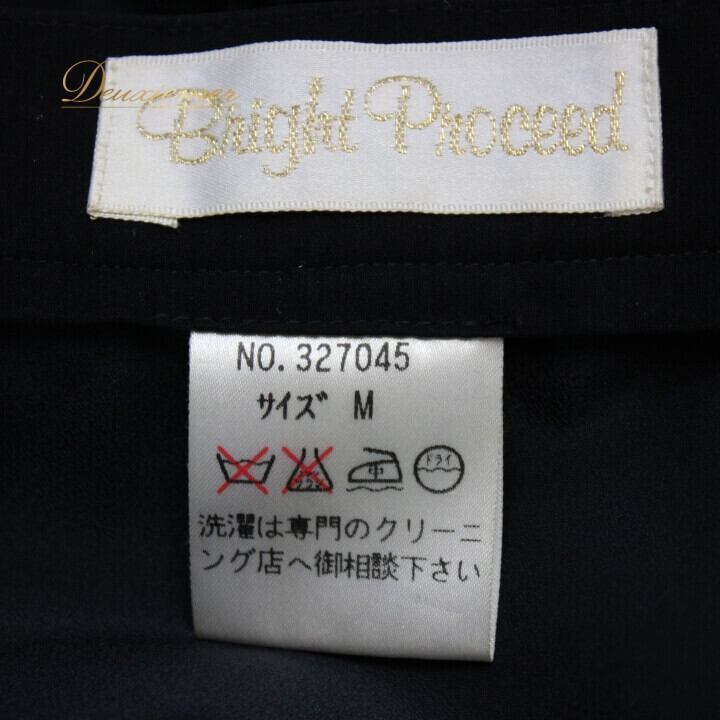 Bright Proceed
NO. 327045
サイズ M
中 ドライ
洗濯は専門のクリーニ
ング店へ御相談下さい